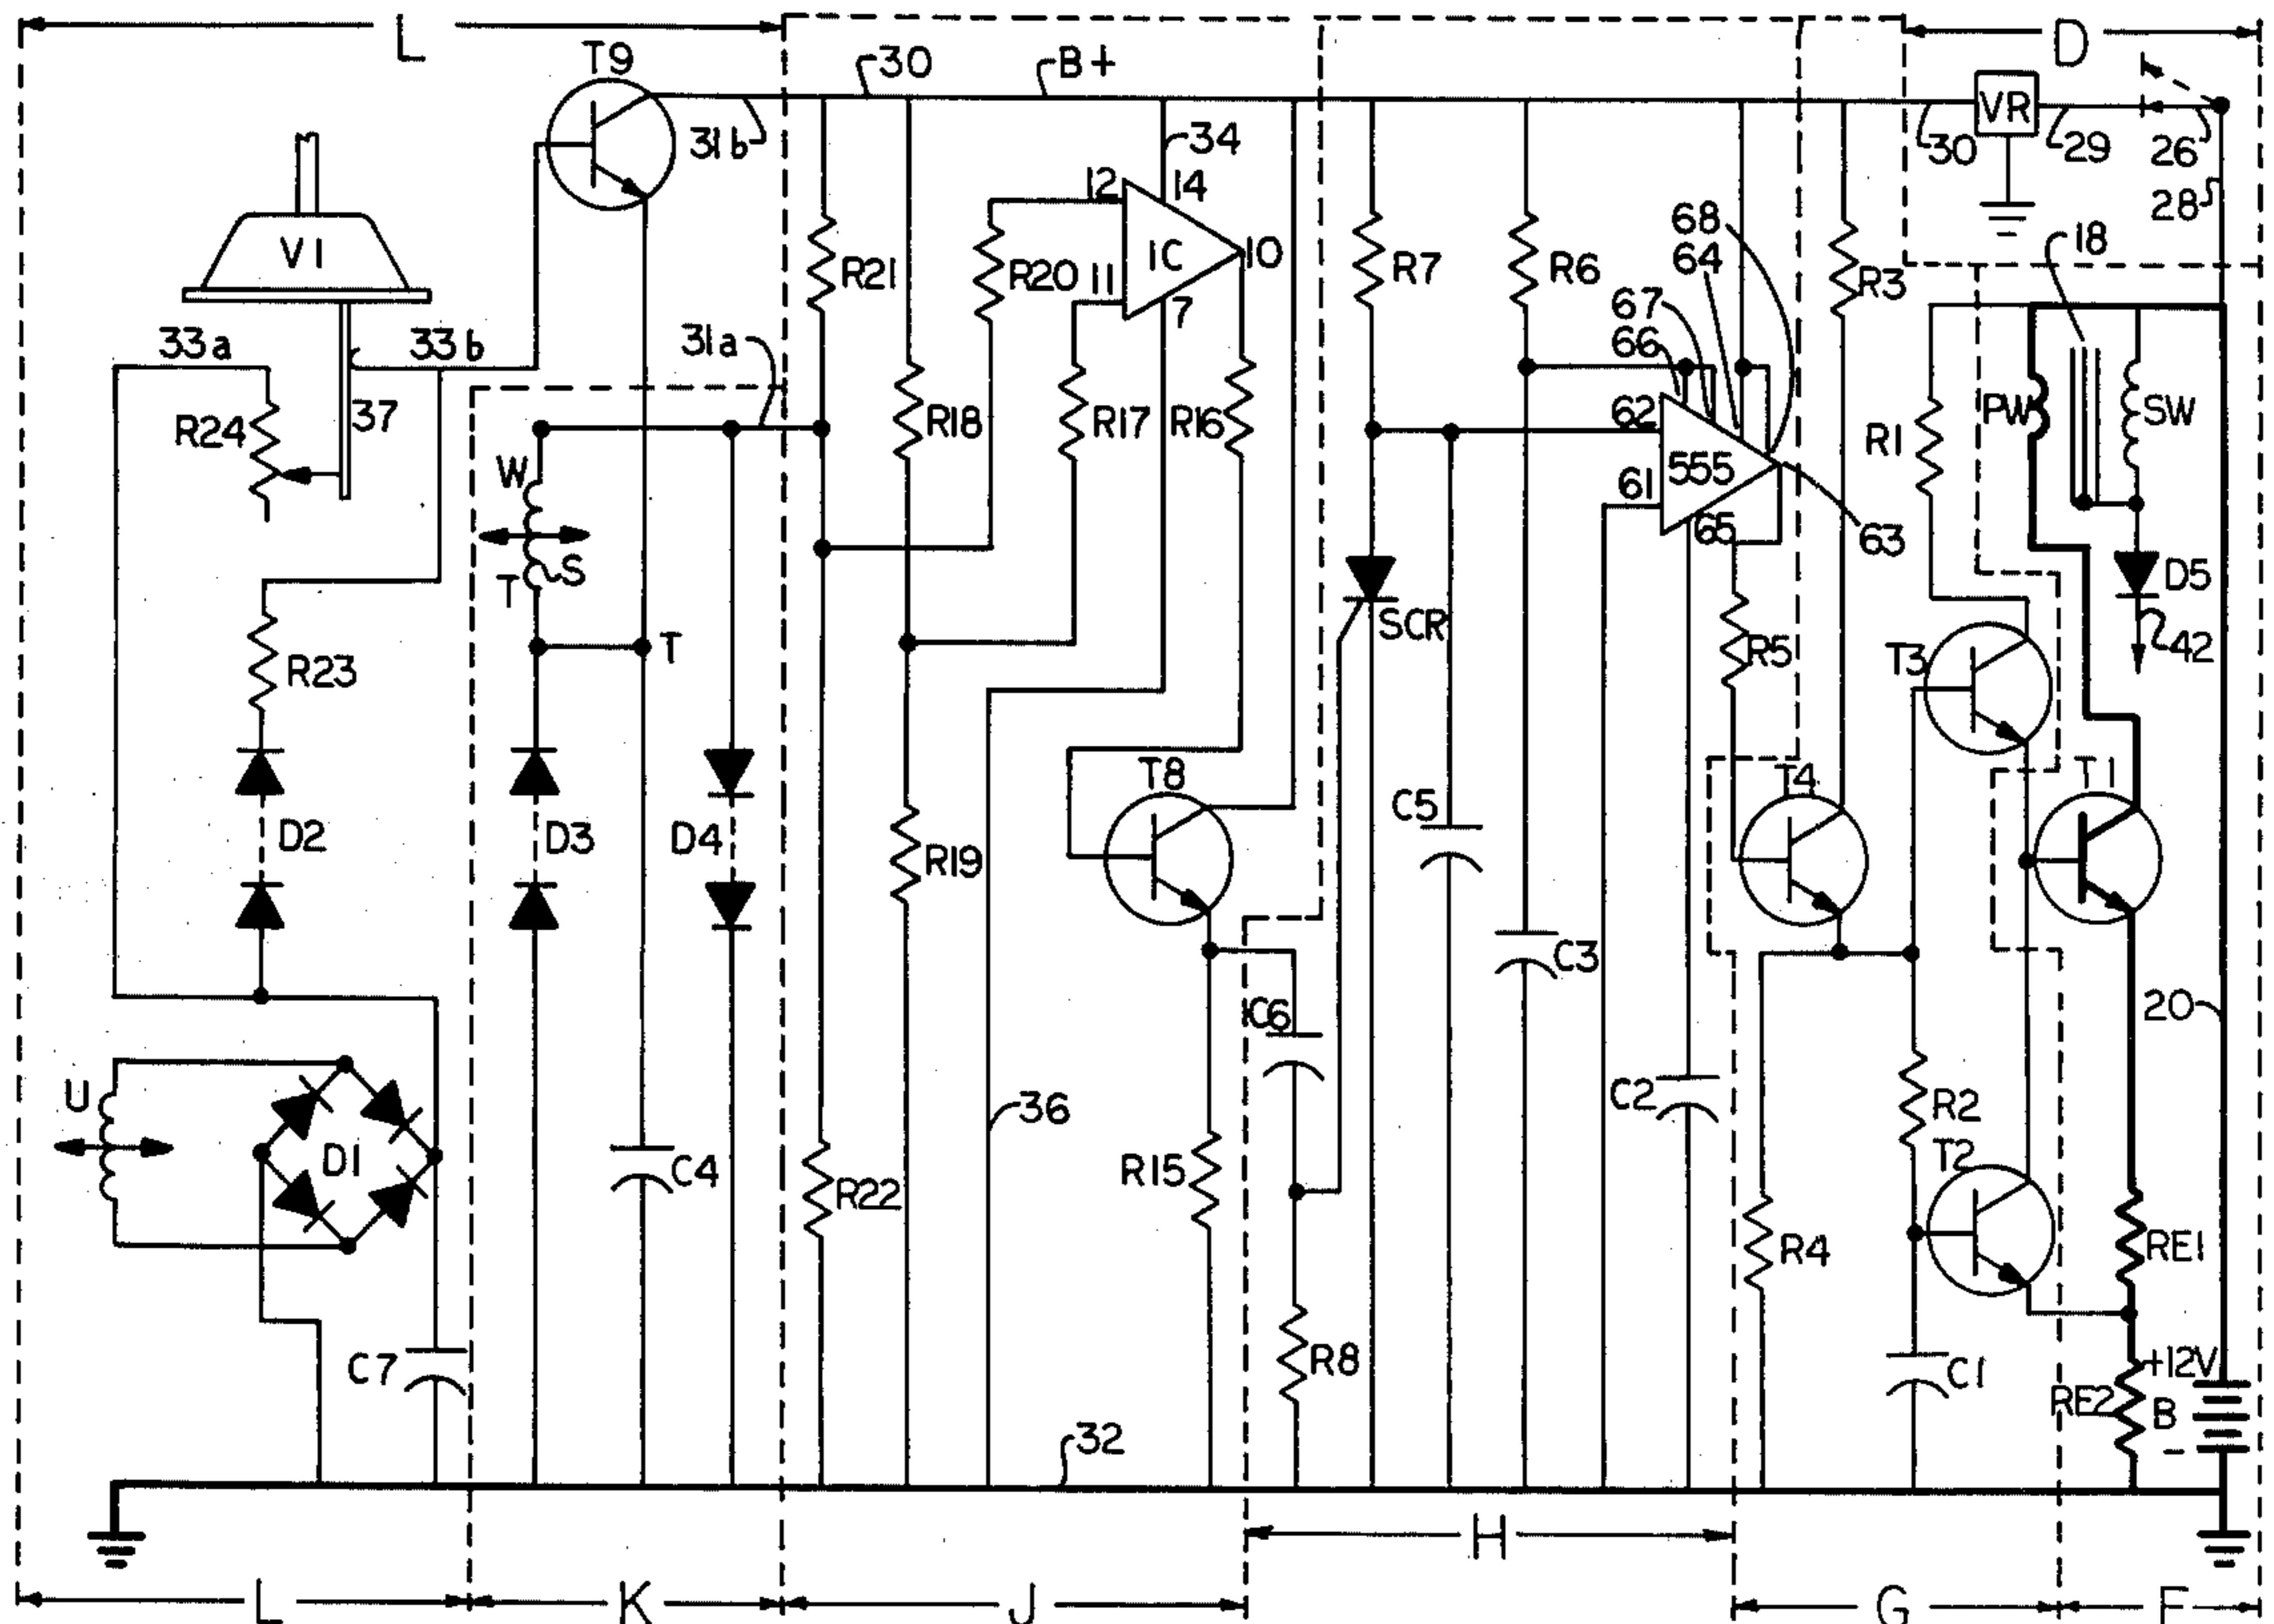 L
D
T9
30
B+
31b
34
VR
30
29
26
28
V1
12
14
1C
10
11
7
R21
R20
R7
R6
68
64
67
66
R3
18
33a
33b
31a
37
R24
R18
R17
R16
62
61
555
65
63
R1
PW
SW
W
S
T
T
R23
SCR
R5
D5
42
T3
D2
D3
D4
T8
T4
T1
C5
R19
C3
C6
20
U
D1
C4
36
R15
C2
R2
T2
R22
R4
RE1
C7
R8
C1
+12V
RE2
B
-
32
H
L
K
J
G
F